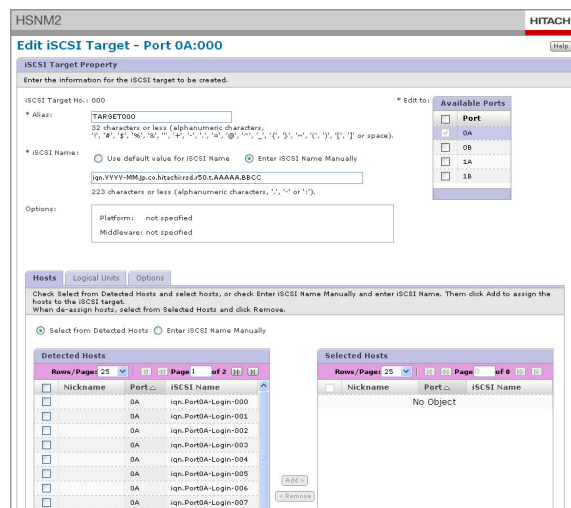 HSNM2
HITACH
Edit iSCSI Target - Port 0A:000
Help
iSCSI Target Property
Enter the information for the iSCSI target to be created.
iSCSI Target No.: 000
* Edit to:
Available Ports
Port
0A
0B
1A
1B
* Alias:
TARGET000
32 characters or less (alphanumeric characters,
'!', '#', '$', '%', '&', ''', '+', '-', '.', '=', '@', '^', '_', '{', '}', '~', '(', ')', '[', ']' or space).
* iSCSI Name:
Use default value for iSCSI Name
Enter iSCSI Name Manually
iqn.YYYY-MM.jp.co.hitachi:rsd.r50.t.AAAAA.BBCC
223 characters or less (alphanumeric characters, '.', '-' or ':').
Options:
Platform: not specified
Middleware: not specified
Hosts
Logical Units
Options
Check Select from Detected Hosts and select hosts, or check Enter iSCSI Name Manually and enter iSCSI Name. Them click Add to assign the
hosts to the iSCSI target.
When de-assign hosts, select from Selected Hosts and click Remove.
Select from Detected Hosts
Enter iSCSI Name Manually
Detected Hosts
Rows/Page: 25
Page 1 of 2
Nickname Port iSCSI Name
0A iqn.Port0A-Login-000
0A iqn.Port0A-Login-001
0A iqn.Port0A-Login-002
0A iqn.Port0A-Login-003
0A iqn.Port0A-Login-004
0A iqn.Port0A-Login-005
0A iqn.Port0A-Login-006
0A iqn.Port0A-Login-007
Add >
< Remove
Selected Hosts
Rows/Page: 25
Page 0 of 0
Nickname Port iSCSI Name
No Object